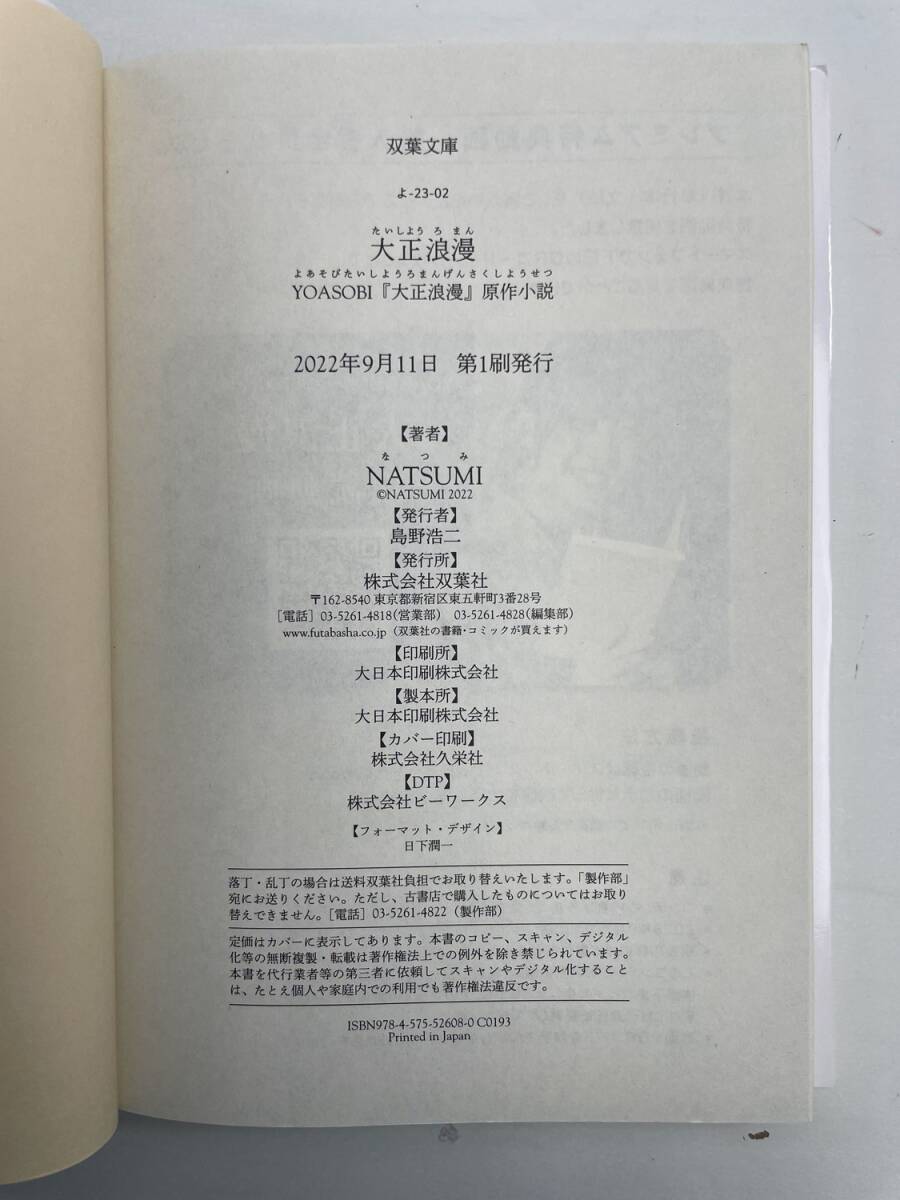 双葉文庫
よ-23-02
たいしようろまん
大正浪漫
よあそびたいしようろまんげんさくしようせつ
YOASOBI『大正浪漫』原作小説
2022年9月11日 第1刷発行
【著者】
なつみ
NATSUMI
©NATSUMI 2022
【発行者】
島野浩二
【発行所】
株式会社双葉社
〒162-8540 東京都新宿区東五軒町3番28号
［電話］03-5261-4818(営業部) 03-5261-4828(編集部)
www.futabasha.co.jp（双葉社の書籍・コミックが買えます）
【印刷所】
大日本印刷株式会社
【製本所】
大日本印刷株式会社
【カバー印刷】
株式会社久栄社
【DTP】
株式会社ビーワークス
【フォーマット・デザイン】
日下潤一
落丁・乱丁の場合は送料双葉社負担でお取り替えいたします。「製作部」
宛にお送りください。ただし、古書店で購入したものについてはお取り
替えできません。［電話］03-5261-4822（製作部）
定価はカバーに表示してあります。本書のコピー、スキャン、デジタル
化等の無断複製・転載は著作権法上での例外を除き禁じられています。
本書を代行業者等の第三者に依頼してスキャンやデジタル化すること
は、たとえ個人や家庭内での利用でも著作権法違反です。
ISBN978-4-575-52608-0 C0193
Printed in Japan